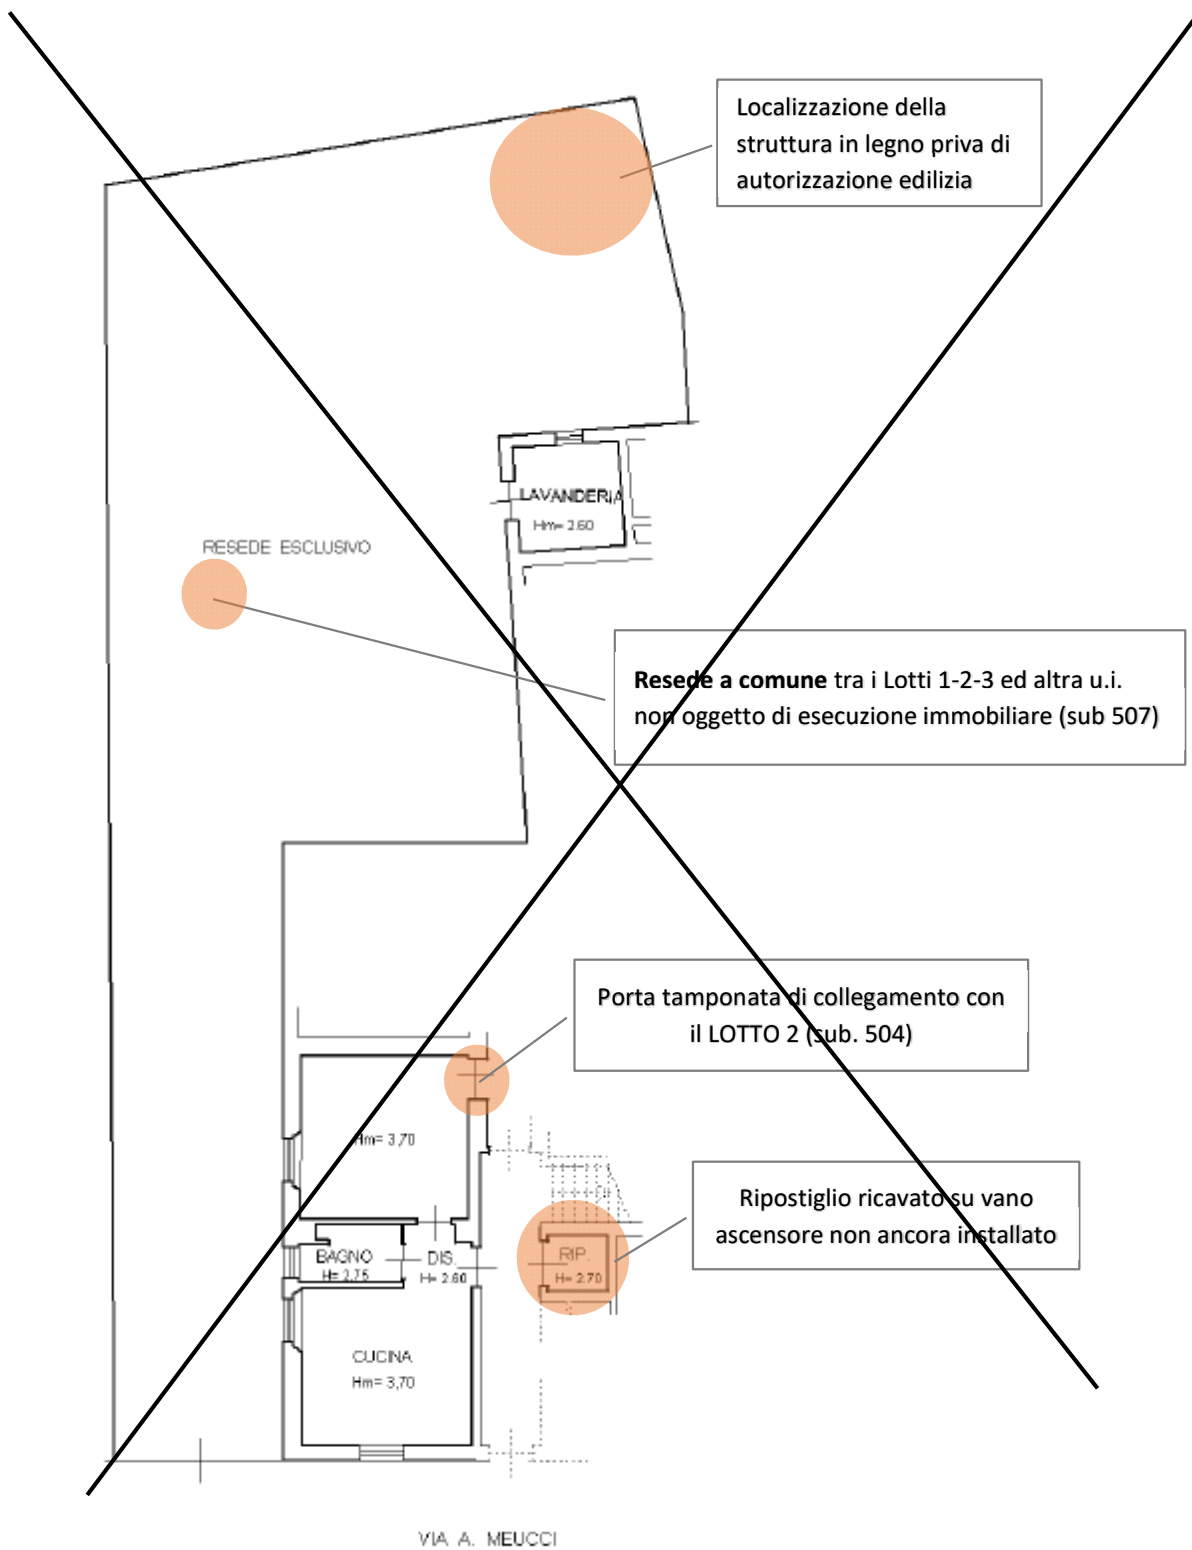 Localizzazione della
struttura in legno priva di
autorizzazione edilizia
LAVANDERIA
Hm= 2.60
RESEDE ESCLUSIVO
Resede a comune tra i Lotti 1-2-3 ed altra u.i.
non oggetto di esecuzione immobiliare (sub 507)
Porta tamponata di collegamento con
il LOTTO 2 (sub. 504)
Hm= 3,70
Ripostiglio ricavato su vano
ascensore non ancora installato
BAGNO
H= 2,75
DIS.
H= 2.60
RIP.
H= 2.70
CUCINA
Hm= 3,70
VIA A. MEUCCI